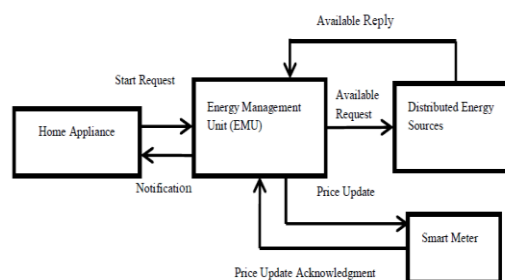 Available Reply
Start Request
Energy Management
Unit (EMU)
Available
Request
Distributed Energy
Sources
Home Appliance
Notification
Price Update
Smart Meter
Price Update Acknowledgment